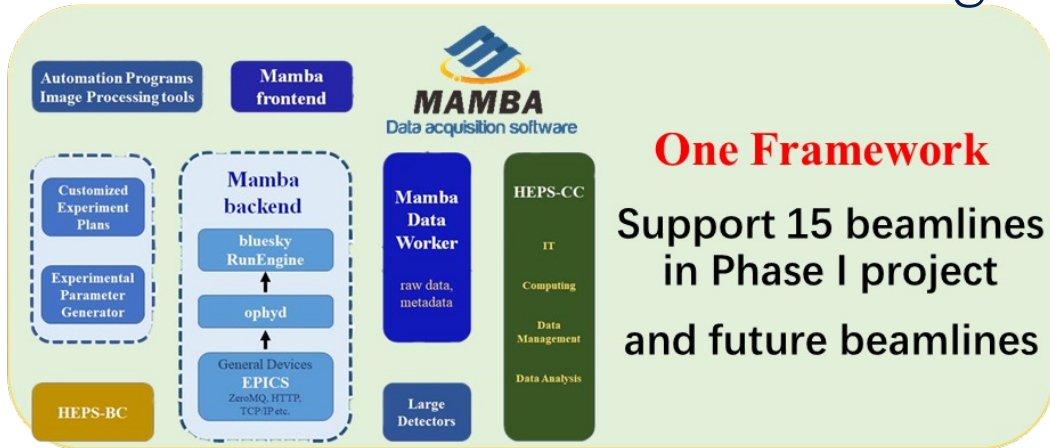 Automation Programs
Image Processing tools
Mamba
frontend
MAMBA
Data acquisition software
Customized
Experiment
Plans
Experimental
Parameter
Generator
HEPS-BC
Mamba
backend
bluesky
RunEngine
ophyd
General Devices
EPICS
ZeroMQ, HTTP,
TCP/IP etc.
Mamba
Data
Worker
raw data,
metadata
Large
Detectors
HEPS-CC
IT
Computing
Data
Management
Data Analysis
One Framework
Support 15 beamlines
in Phase I project
and future beamlines